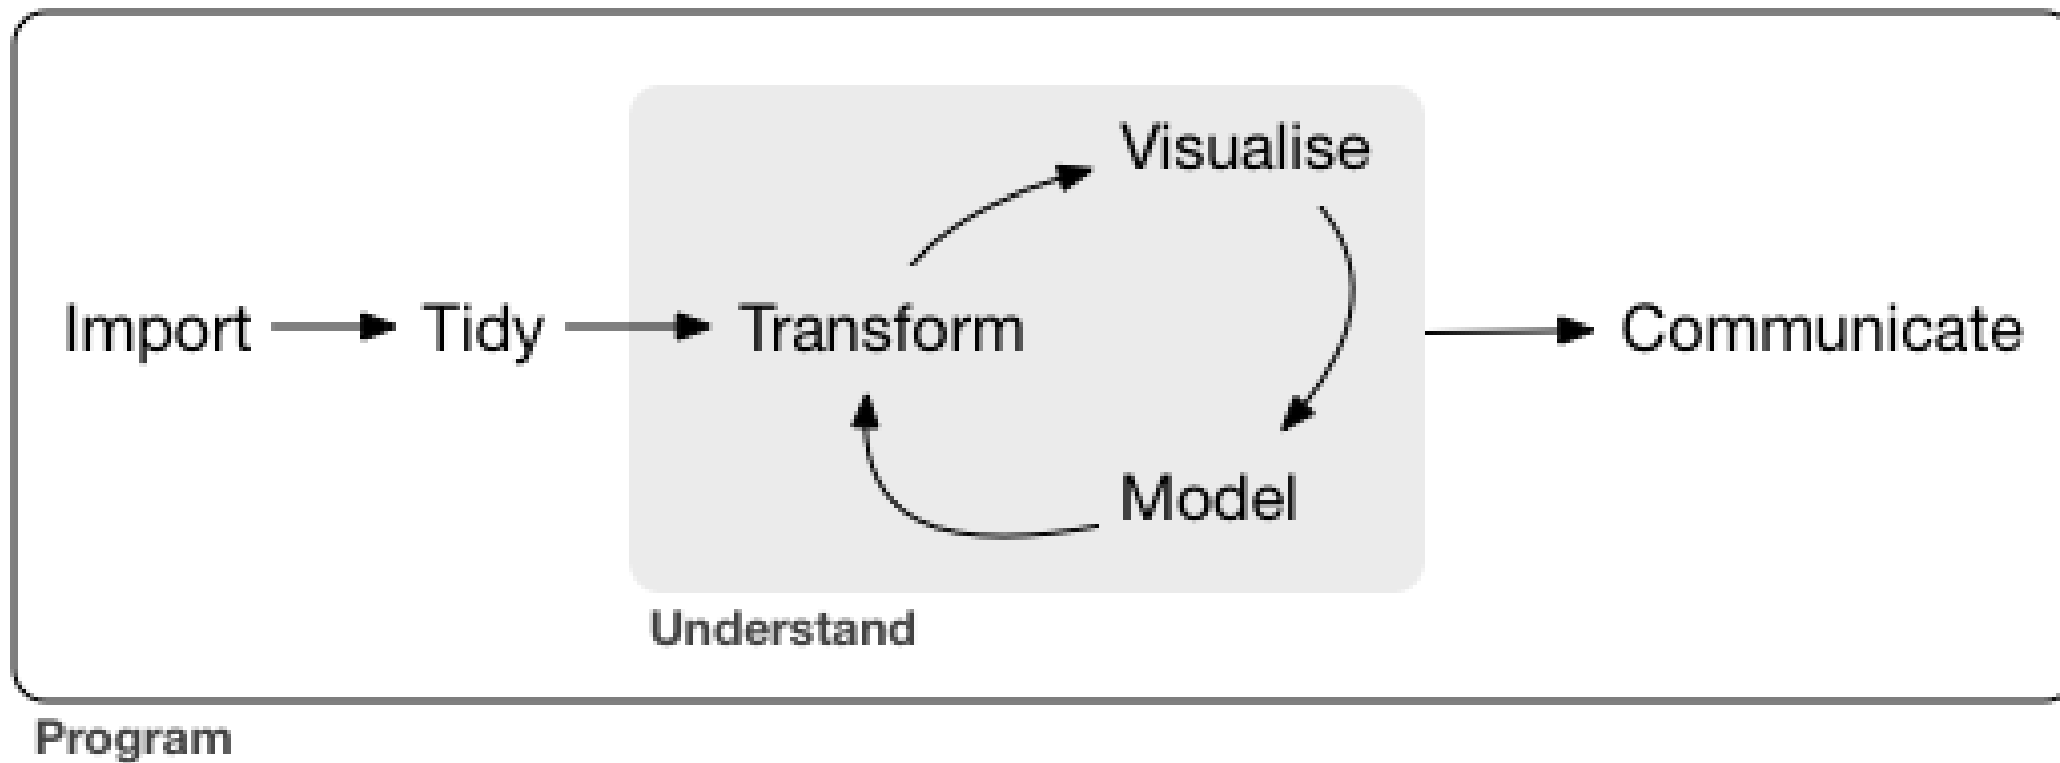 Visualise
Import
Tidy
Transform
Communicate
Model
Understand
Program